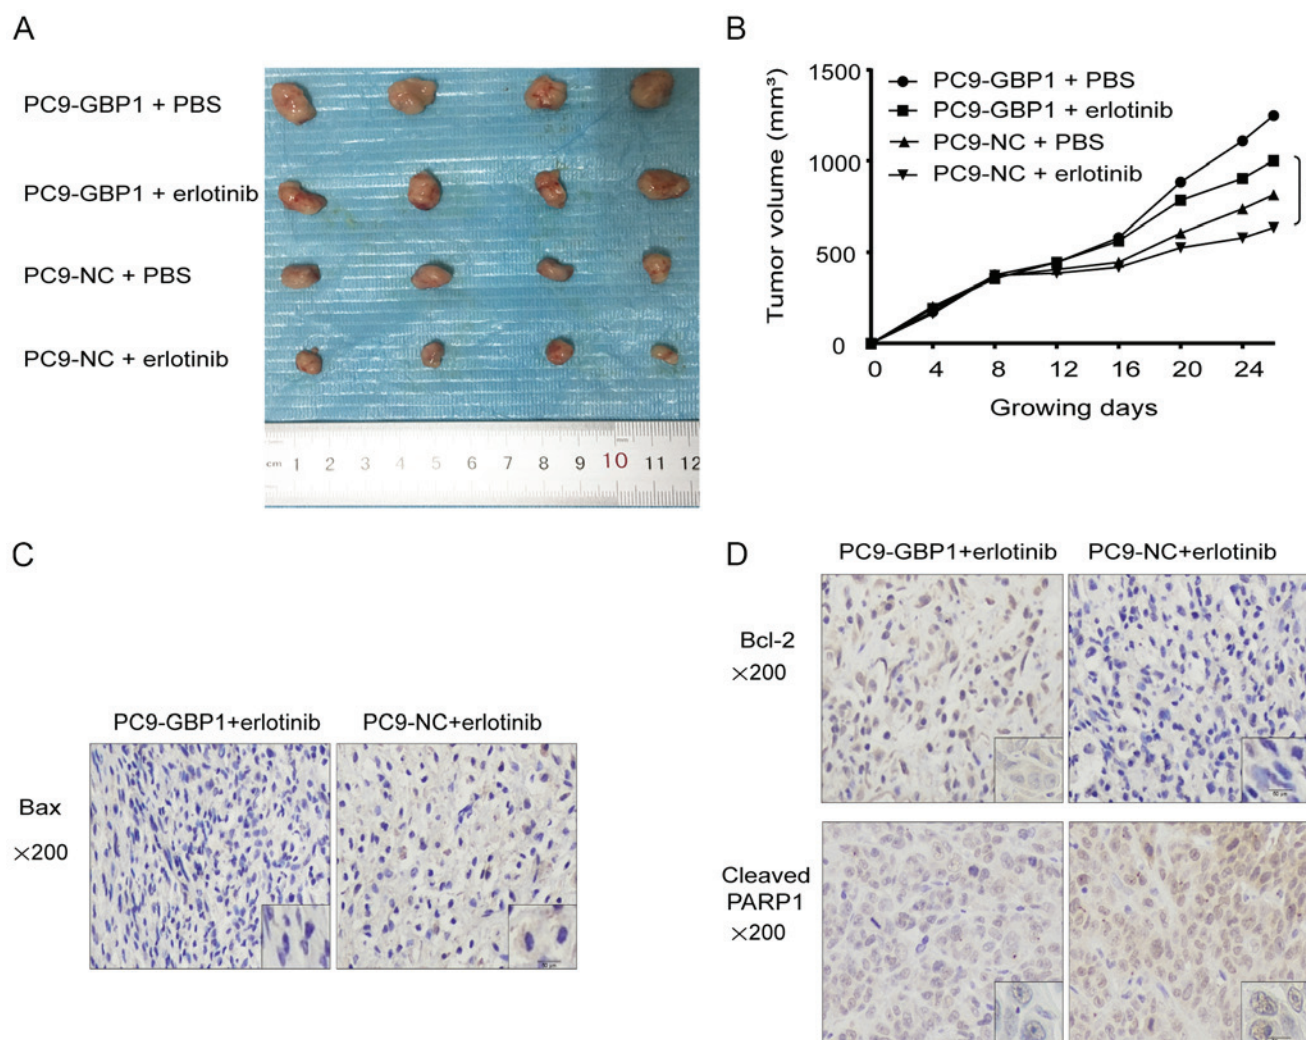 A
PC9-GBP1 + PBS
PC9-GBP1 + erlotinib
PC9-NC + PBS
PC9-NC + erlotinib
cm 1 2 3 4 5 6 7 8 9 10 11 12
mm
B
Tumor volume (mm³)
1500
1000
500
0
PC9-GBP1 + PBS
PC9-GBP1 + erlotinib
PC9-NC + PBS
PC9-NC + erlotinib
0 4 8 12 16 20 24
Growing days
C
PC9-GBP1+erlotinib PC9-NC+erlotinib
Bax
×200
D
PC9-GBP1+erlotinib PC9-NC+erlotinib
Bcl-2
×200
Cleaved
PARP1
×200